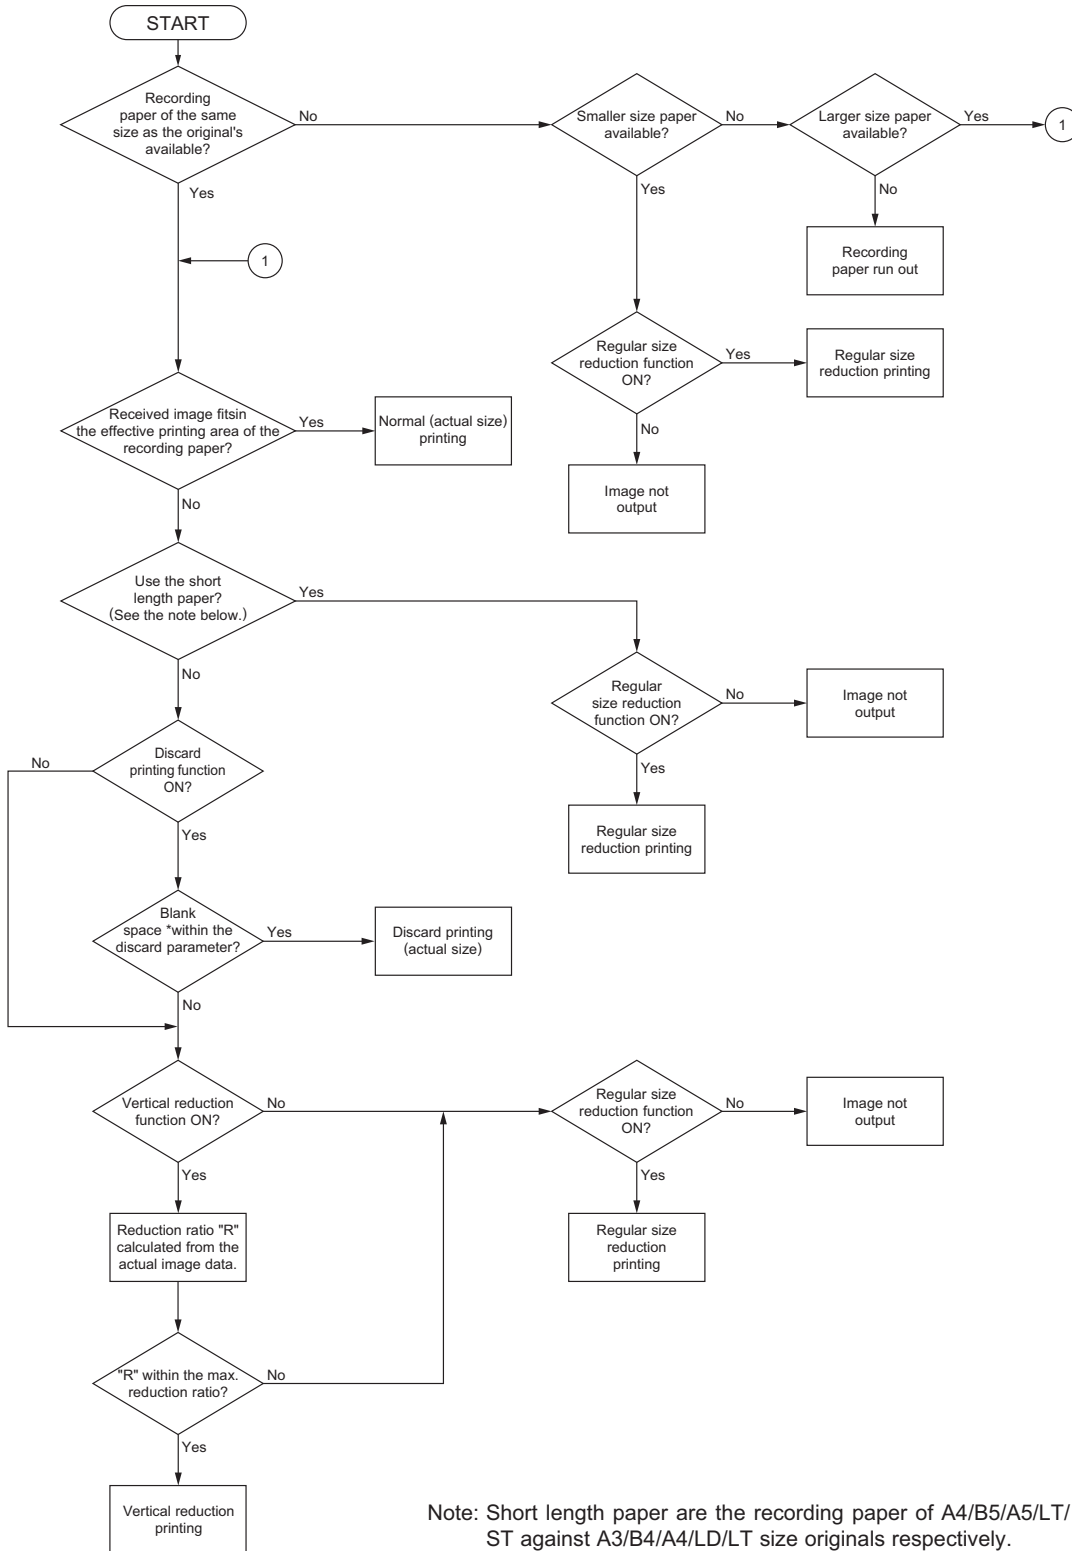 START
Recording
paper of the same
size as the original's
available?
No
Smaller size paper
available?
No
Larger size paper
available?
Yes
1
Yes
Yes
No
Recording
paper run out
1
Regular size
reduction function
ON?
Yes
Regular size
reduction printing
No
Image not
output
Received image fitsin
the effective printing area of the
recording paper?
Yes
Normal (actual size)
printing
No
Use the short
length paper?
(See the note below.)
Yes
No
Regular
size reduction
function ON?
No
Image not
output
Yes
Regular size
reduction printing
Discard
printing function
ON?
No
Yes
Blank
space *within the
discard parameter?
Yes
Discard printing
(actual size)
No
Vertical reduction
function ON?
No
Regular size
reduction function
ON?
No
Image not
output
Yes
Yes
Regular size
reduction
printing
Reduction ratio "R"
calculated from the
actual image data.
"R" within the max.
reduction ratio?
No
Yes
Vertical reduction
printing
Note: Short length paper are the recording paper of A4/B5/A5/LT/
ST against A3/B4/A4/LD/LT size originals respectively.